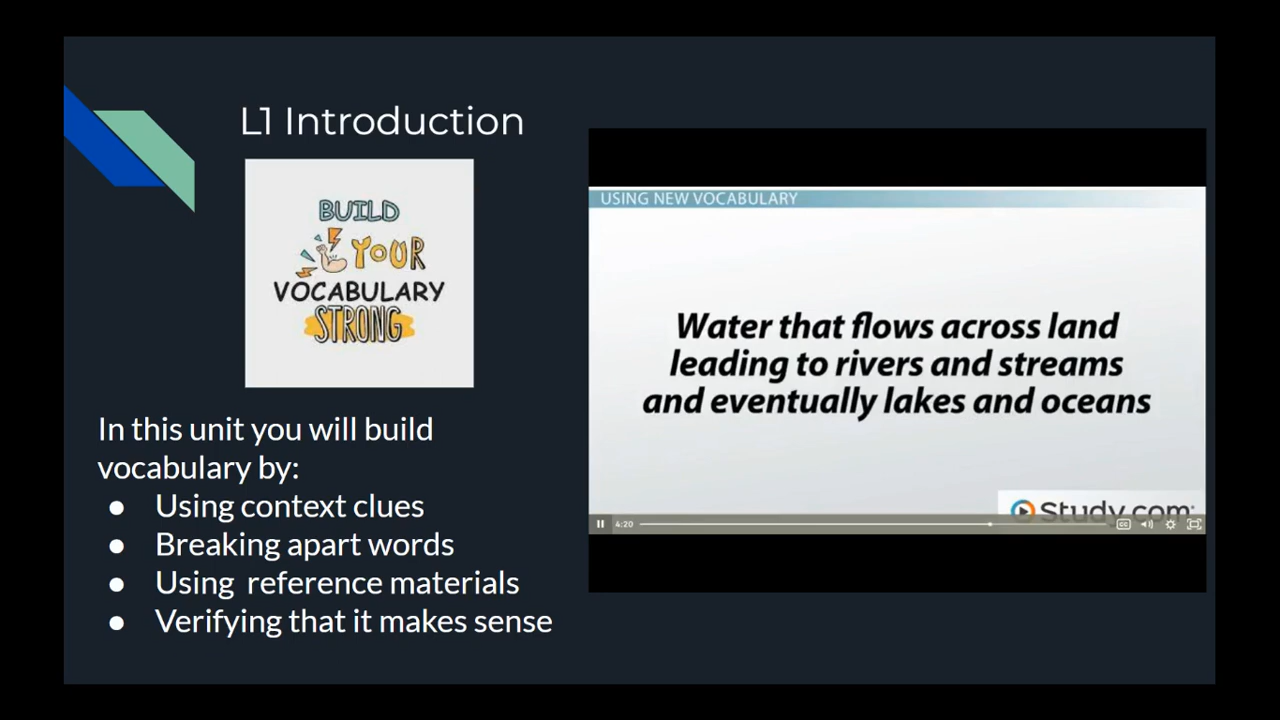 L1 Introduction
BUILD
YOUR
VOCABULARY
STRONG
In this unit you will build
vocabulary by:
● Using context clues
● Breaking apart words
● Using reference materials
● Verifying that it makes sense
USING NEW VOCABULARY
Water that flows across land
leading to rivers and streams
and eventually lakes and oceans
Study.com
4:20
CC